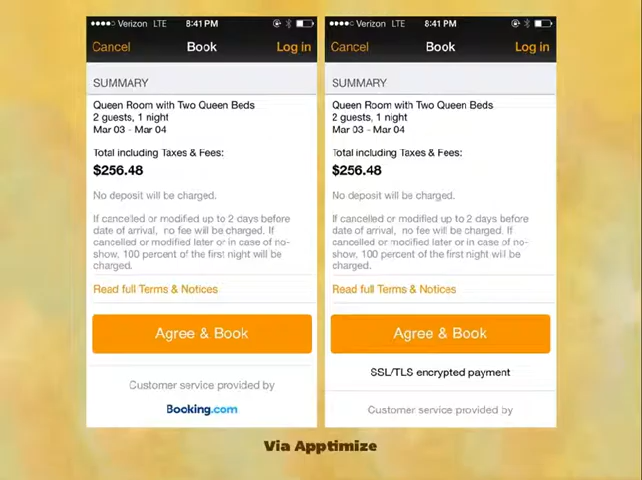 Verizon LTE 8:41 PM
Cancel Book Log in
SUMMARY
Queen Room with Two Queen Beds
2 guests, 1 night
Mar 03 - Mar 04
Total including Taxes & Fees:
$256.48
No deposit will be charged.
If cancelled or modified up to 2 days before
date of arrival, no fee will be charged. If
cancelled or modified later or in case of no-
show, 100 percent of the first night will be
charged.
Read full Terms & Notices
Agree & Book
Customer service provided by
Booking.com
Verizon LTE 8:41 PM
Cancel Book Log in
SUMMARY
Queen Room with Two Queen Beds
2 guests, 1 night
Mar 03 - Mar 04
Total including Taxes & Fees:
$256.48
No deposit will be charged.
If cancelled or modified up to 2 days before
date of arrival, no fee will be charged. If
cancelled or modified later or in case of no-
show, 100 percent of the first night will be
charged.
Read full Terms & Notices
Agree & Book
SSL/TLS encrypted payment
Customer service provided by
Via Apptimize